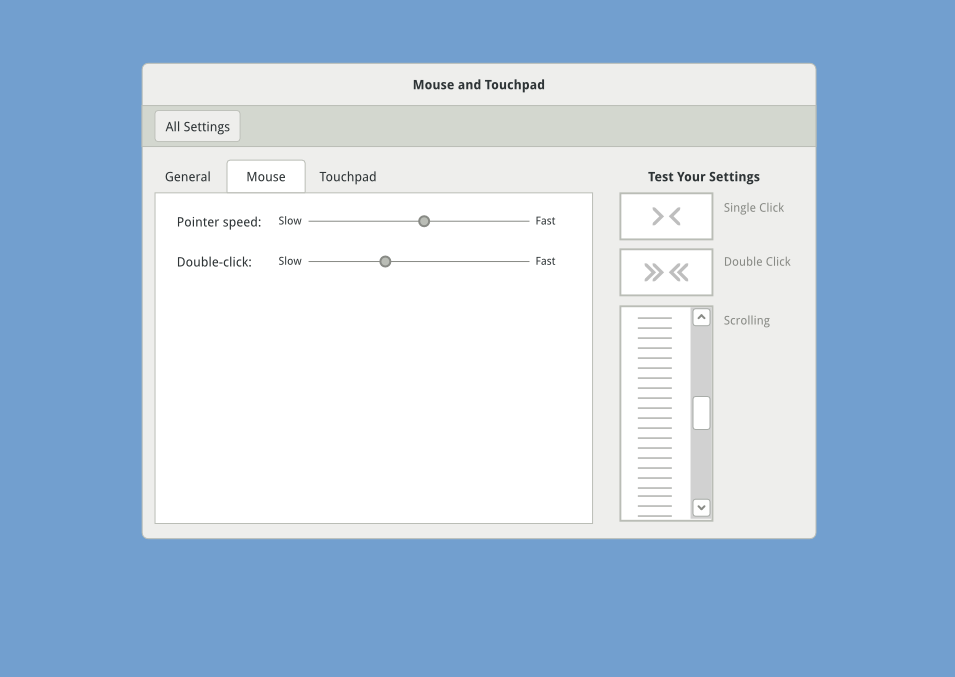 Mouse and Touchpad
All Settings
General Mouse Touchpad
Pointer speed: Slow Fast
Double-click: Slow Fast
Test Your Settings
Single Click
Double Click
Scrolling